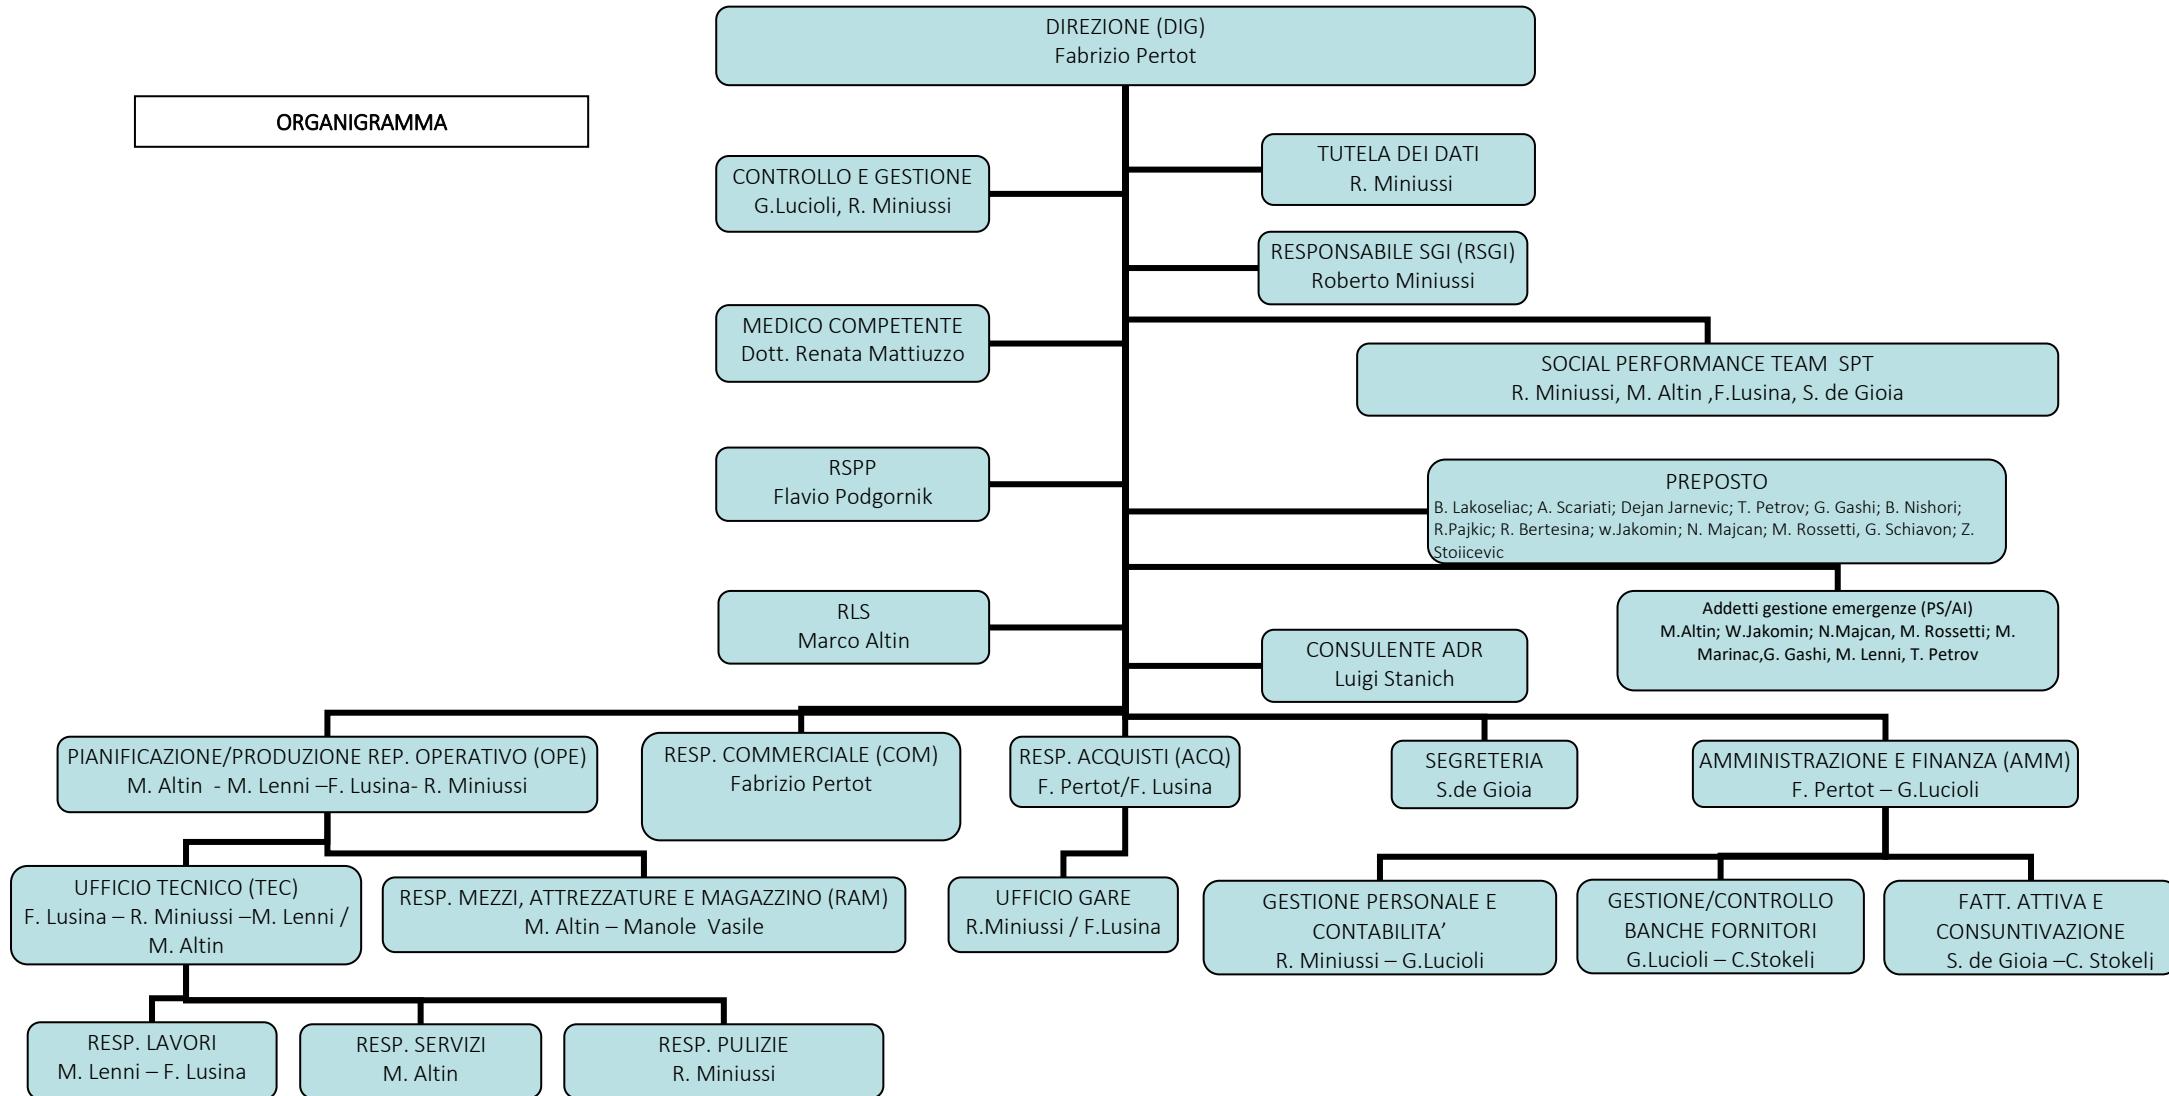 DIREZIONE (DIG)
Fabrizio Pertot
ORGANIGRAMMA
TUTELA DEI DATI
R. Miniussi
CONTROLLO E GESTIONE
G.Lucioli, R. Miniussi
RESPONSABILE SGI (RSGI)
Roberto Miniussi
MEDICO COMPETENTE
Dott. Renata Mattiuzzo
SOCIAL PERFORMANCE TEAM  SPT
R. Miniussi, M. Altin ,F.Lusina, S. de Gioia
RSPP
Flavio Podgornik
PREPOSTO
B. Lakoseliac; A. Scariati; Dejan Jarnevic; T. Petrov; G. Gashi; B. Nishori;
R.Pajkic; R. Bertesina; w.Jakomin; N. Majcan; M. Rossetti, G. Schiavon; Z.
Stoiicevic
RLS
Marco Altin
Addetti gestione emergenze (PS/AI)
M.Altin; W.Jakomin; N.Majcan, M. Rossetti; M.
Marinac,G. Gashi, M. Lenni, T. Petrov
CONSULENTE ADR
Luigi Stanich
PIANIFICAZIONE/PRODUZIONE REP. OPERATIVO (OPE)
M. Altin  - M. Lenni –F. Lusina- R. Miniussi
RESP. COMMERCIALE (COM)
Fabrizio Pertot
RESP. ACQUISTI (ACQ)
F. Pertot/F. Lusina
SEGRETERIA
S.de Gioia
AMMINISTRAZIONE E FINANZA (AMM)
F. Pertot – G.Lucioli
UFFICIO TECNICO (TEC)
F. Lusina – R. Miniussi –M. Lenni /
M. Altin
RESP. MEZZI, ATTREZZATURE E MAGAZZINO (RAM)
M. Altin – Manole  Vasile
UFFICIO GARE
R.Miniussi / F.Lusina
GESTIONE PERSONALE E
CONTABILITA’
R. Miniussi – G.Lucioli
GESTIONE/CONTROLLO
BANCHE FORNITORI
G.Lucioli – C.Stokelj
FATT. ATTIVA E
CONSUNTIVAZIONE
S. de Gioia –C. Stokelj
RESP. LAVORI
M. Lenni – F. Lusina
RESP. SERVIZI
M. Altin
RESP. PULIZIE
R. Miniussi